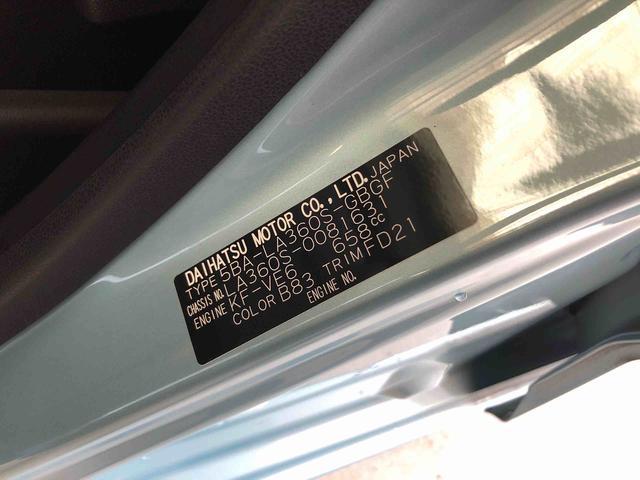 DAIHATSU MOTOR CO., LTD. JAPAN
TYPE 5BA-LA360S-GBGF
CHASSIS NO. LA360S-0081631
ENGINE KF-VE6 658cc
COLOR B83 TRIM FD21
ENGINE NO.